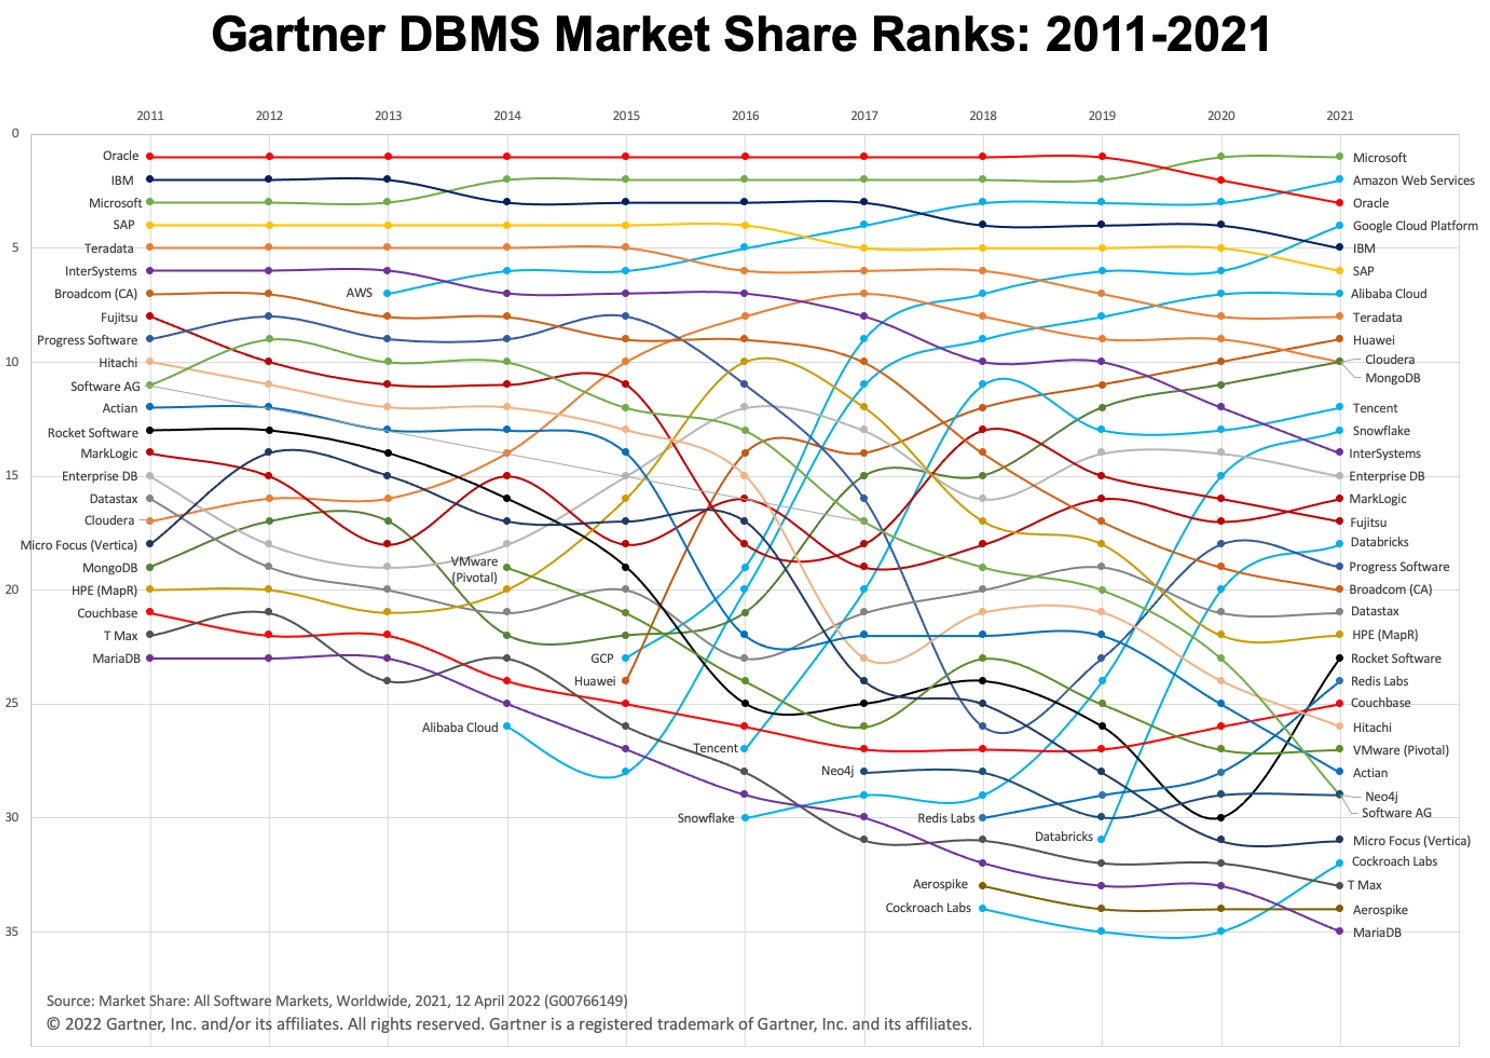 Gartner DBMS Market Share Ranks: 2011-2021
2011 2012 2013 2014 2015 2016 2017 2018 2019 2020 2021
0
5
10
15
20
25
30
35
Oracle
IBM
Microsoft
SAP
Teradata
InterSystems
Broadcom (CA)
Fujitsu
Progress Software
Hitachi
Software AG
Actian
Rocket Software
MarkLogic
Enterprise DB
Datastax
Cloudera
Micro Focus (Vertica)
MongoDB
HPE (MapR)
Couchbase
T Max
MariaDB
AWS
VMware
(Pivotal)
GCP
Huawei
Alibaba Cloud
Tencent
Neo4j
Snowflake
Redis Labs
Databricks
Aerospike
Cockroach Labs
Microsoft
Amazon Web Services
Oracle
Google Cloud Platform
IBM
SAP
Alibaba Cloud
Teradata
Huawei
Cloudera
MongoDB
Tencent
Snowflake
InterSystems
Enterprise DB
MarkLogic
Fujitsu
Databricks
Progress Software
Broadcom (CA)
Datastax
HPE (MapR)
Rocket Software
Redis Labs
Couchbase
Hitachi
VMware (Pivotal)
Actian
Neo4j
Software AG
Micro Focus (Vertica)
Cockroach Labs
T Max
Aerospike
MariaDB
Source: Market Share: All Software Markets, Worldwide, 2021, 12 April 2022 (G00766149)
© 2022 Gartner, Inc. and/or its affiliates. All rights reserved. Gartner is a registered trademark of Gartner, Inc. and its affiliates.